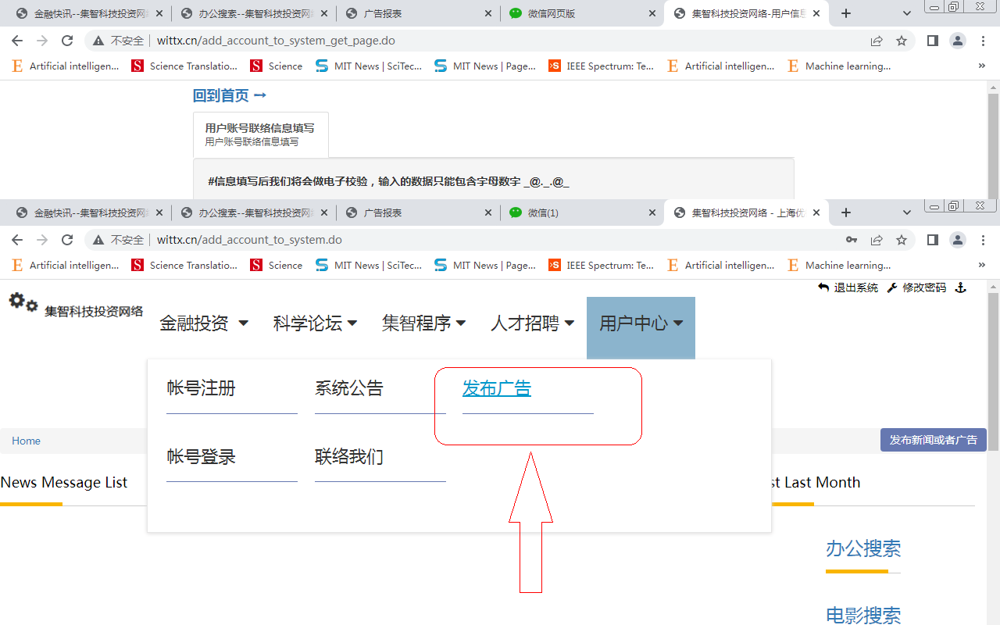 金融快讯--集智科技投资网络
办公搜索--集智科技投资网络
广告报表
微信网页版
集智科技投资网络-用户信息
不安全
wittx.cn/add_account_to_system_get_page.do
Artificial intelligen...
Science Translatio...
Science
MIT News | SciTec...
MIT News | Page...
IEEE Spectrum: Te...
Artificial intelligen...
Machine learning...
»
回到首页
用户账号联络信息填写
用户账号联络信息填写
#信息填写后我们将会做电子校验，输入的数据只能包含字母数字 _@._.@_
金融快讯--集智科技投资网络
办公搜索--集智科技投资网络
广告报表
微信(1)
集智科技投资网络 - 上海优
不安全
wittx.cn/add_account_to_system.do
Artificial intelligen...
Science Translatio...
Science
MIT News | SciTec...
MIT News | Page...
IEEE Spectrum: Te...
Artificial intelligen...
Machine learning...
»
退出系统
修改密码
集智科技投资网络
金融投资
科学论坛
集智程序
人才招聘
用户中心
帐号注册
系统公告
发布广告
帐号登录
联络我们
Home
发布新闻或者广告
News Message List
st Last Month
办公搜索
电影搜索